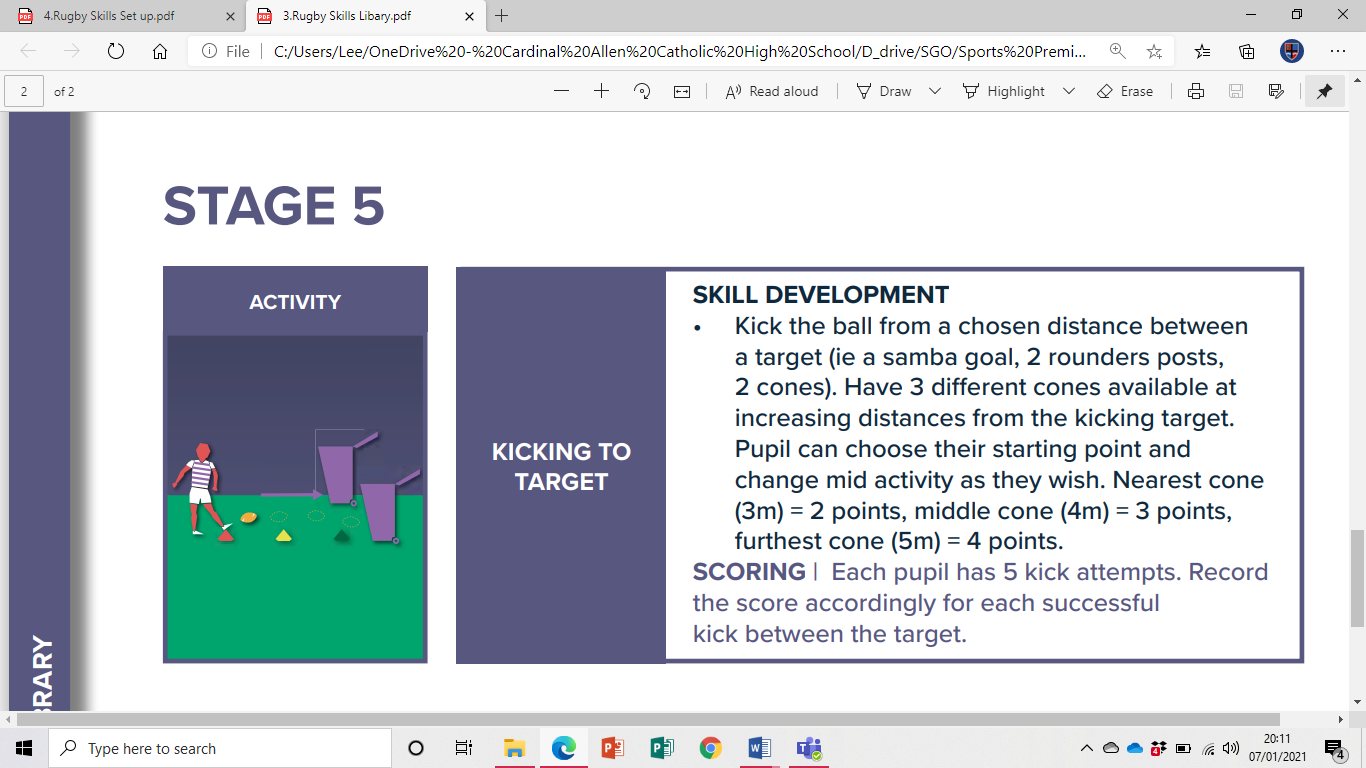 4.Rugby Skills Set up.pdf
3.Rugby Skills Libary.pdf
File
C:/Users/Lee/OneDrive%20-%20Cardinal%20Allen%20Catholic%20High%20School/D_drive/SGO/Sports%20Premi...
2 of 2
Read aloud
Draw
Highlight
Erase
STAGE 5
ACTIVITY
KICKING TO
TARGET
SKILL DEVELOPMENT
• Kick the ball from a chosen distance between
a target (ie a samba goal, 2 rounders posts,
2 cones). Have 3 different cones available at
increasing distances from the kicking target.
Pupil can choose their starting point and
change mid activity as they wish. Nearest cone
(3m) = 2 points, middle cone (4m) = 3 points,
furthest cone (5m) = 4 points.
SCORING | Each pupil has 5 kick attempts. Record
the score accordingly for each successful
kick between the target.
BRARY
Type here to search
20:11
07/01/2021
4